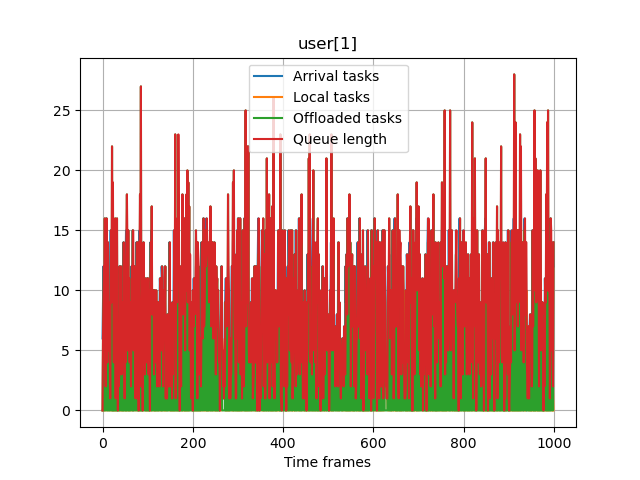 user[1]
Arrival tasks
Local tasks
Offloaded tasks
Queue length
25
20
15
10
5
0
0 200 400 600 800 1000
Time frames